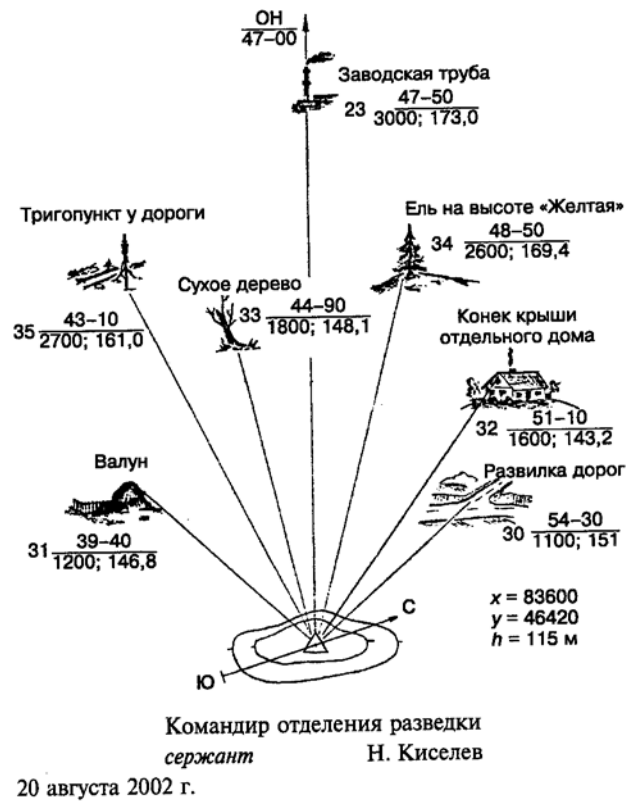 ОН
47–00
Заводская труба
23 47–50
3000; 173,0
Тригопункт у дороги
35 43–10
2700; 161,0
Сухое дерево
33 44–90
1800; 148,1
Ель на высоте «Желтая»
34 48–50
2600; 169,4
Конек крыши
отдельного дома
32 51–10
1600; 143,2
Валун
31 39–40
1200; 146,8
Развилка дорог
30 54–30
1100; 151
С
Ю
x = 83600
y = 46420
h = 115 м
Командир отделения разведки
сержант Н. Киселев
20 августа 2002 г.